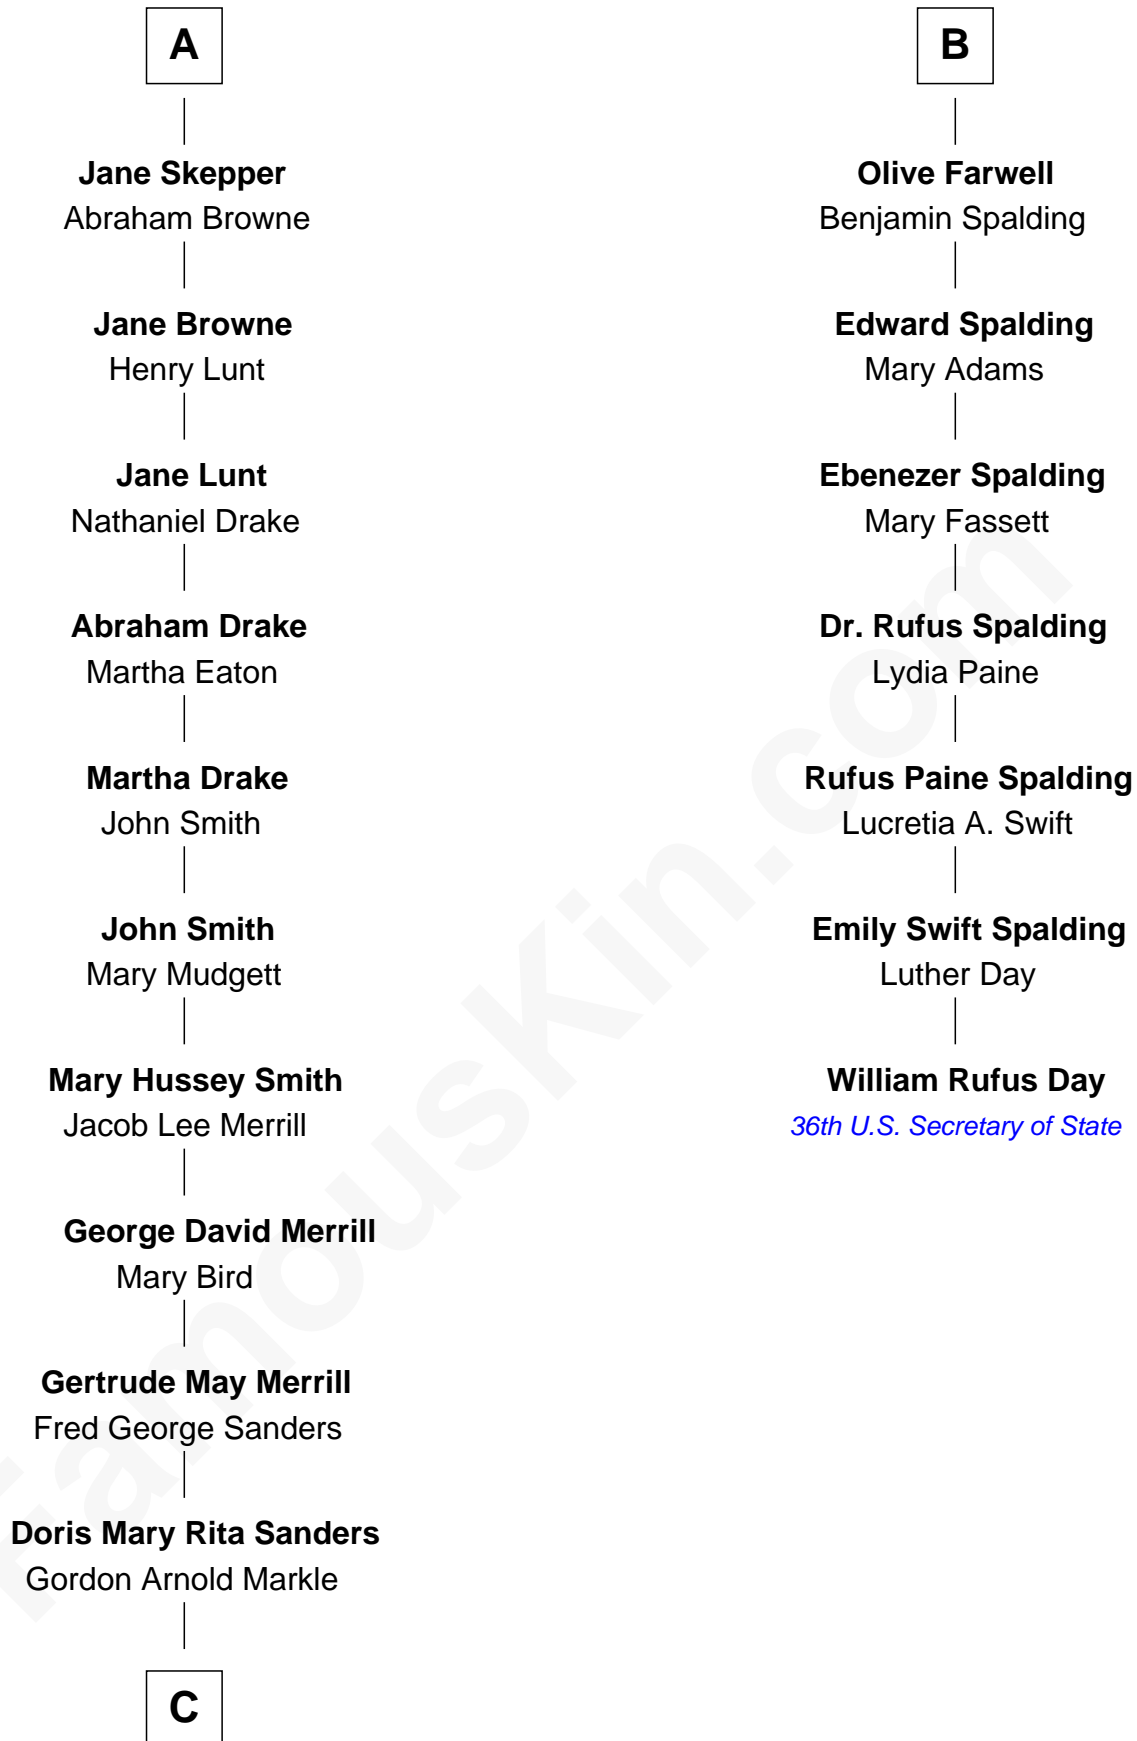 A
Jane Skepper
Abraham Browne
Jane Browne
Henry Lunt
Jane Lunt
Nathaniel Drake
Abraham Drake
Martha Eaton
Martha Drake
John Smith
John Smith
Mary Mudgett
Mary Hussey Smith
Jacob Lee Merrill
George David Merrill
Mary Bird
Gertrude May Merrill
Fred George Sanders
Doris Mary Rita Sanders
Gordon Arnold Markle
C
B
Olive Farwell
Benjamin Spalding
Edward Spalding
Mary Adams
Ebenezer Spalding
Mary Fassett
Dr. Rufus Spalding
Lydia Paine
Rufus Paine Spalding
Lucretia A. Swift
Emily Swift Spalding
Luther Day
William Rufus Day
36th U.S. Secretary of State
FamousKin.com